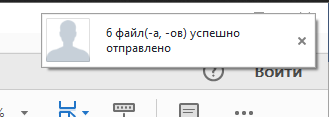 6 файл(-а, -ов) успешно
отправлено
Войти
%